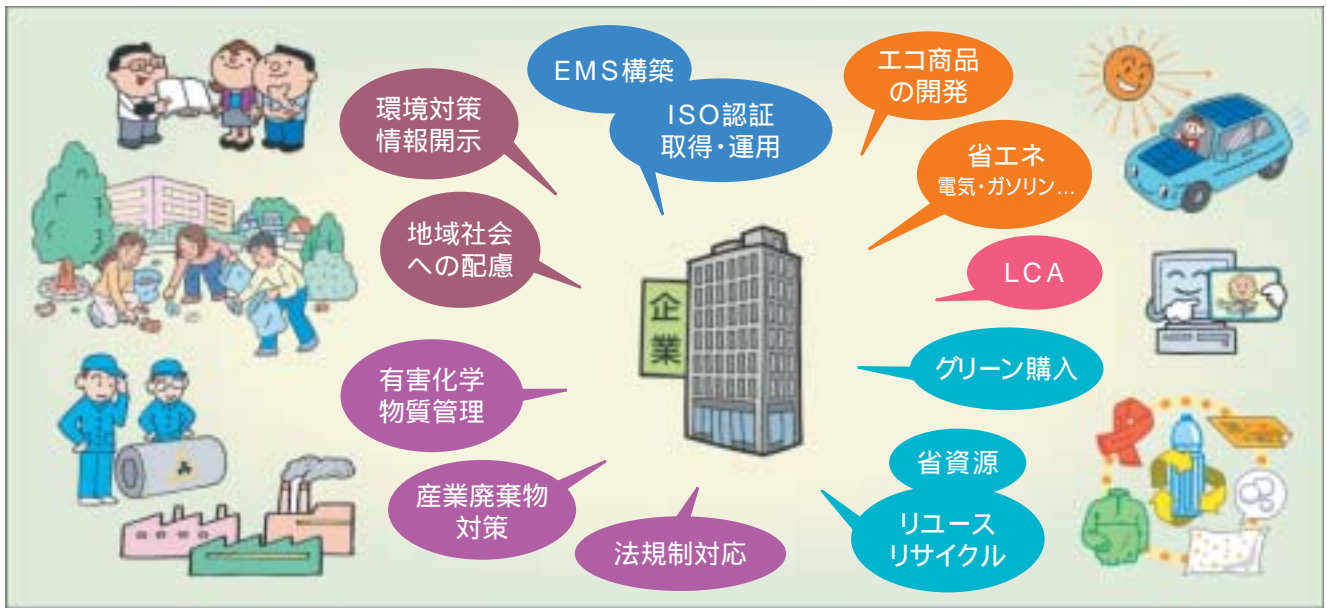 EMS構築
ISO認証
取得・運用
エコ商品
の開発
環境対策
情報開示
省エネ
電気・ガソリン…
地域社会
への配慮
LCA
企業
グリーン購入
有害化学
物質管理
省資源
産業廃棄物
対策
リユース
リサイクル
法規制対応